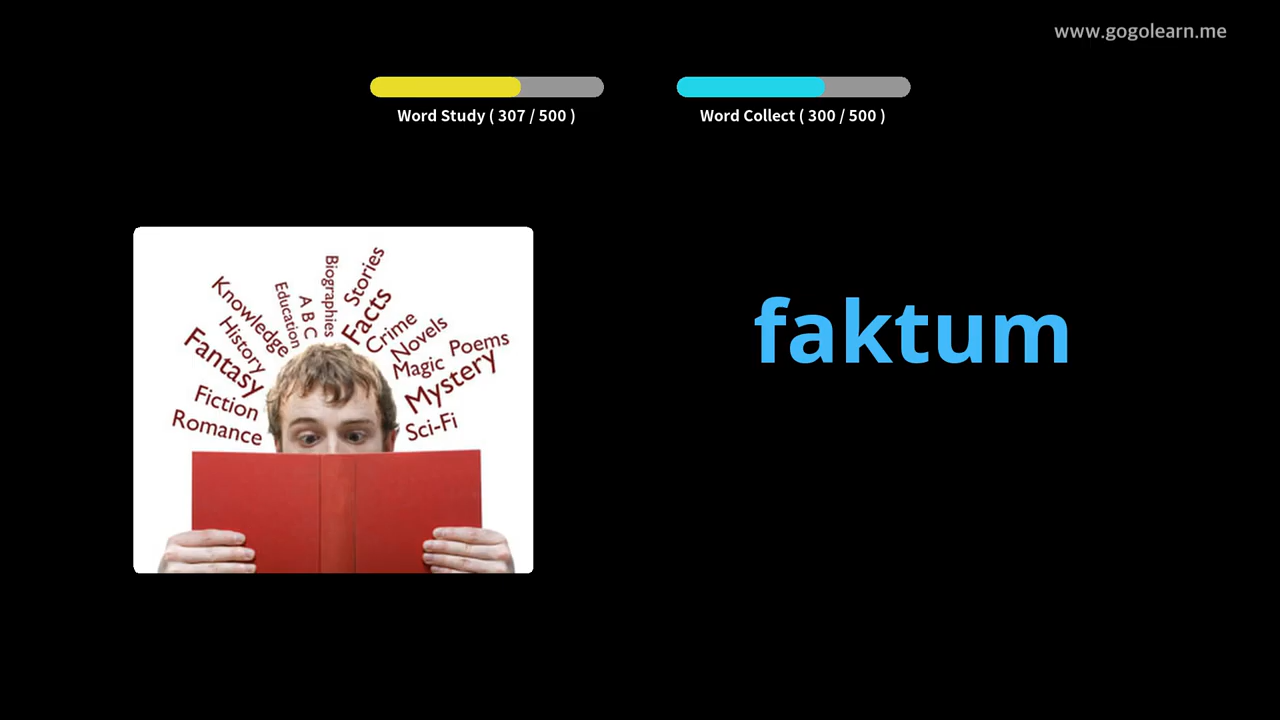 www.gogolearn.me
Word Study ( 307 / 500 )
Word Collect ( 300 / 500 )
faktum
Romance
Fiction
Fantasy
History
Knowledge
Education
A B C
Biographies
Stories
Facts
Crime
Novels
Magic
Poems
Mystery
Sci-Fi